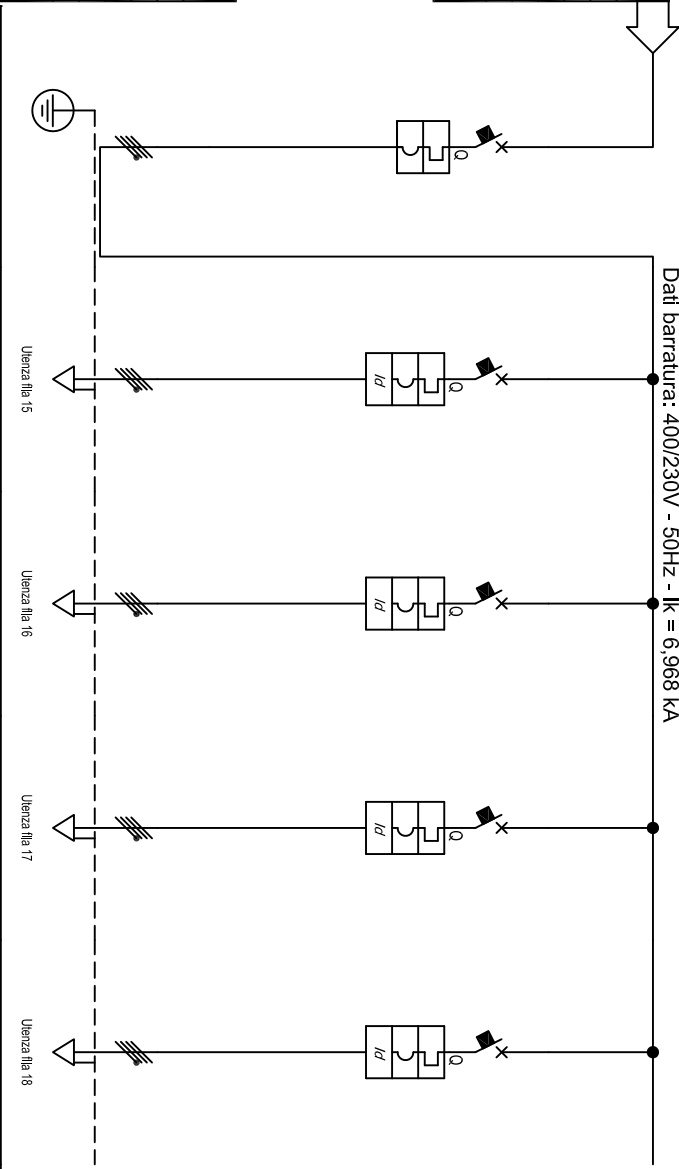 Dati barratura: 400/230V - 50Hz - Ik = 6,968 kA
Q
Q
Id
Q
Id
Q
Id
Q
Id
Utenza fila 15
Utenza fila 16
Utenza fila 17
Utenza fila 18